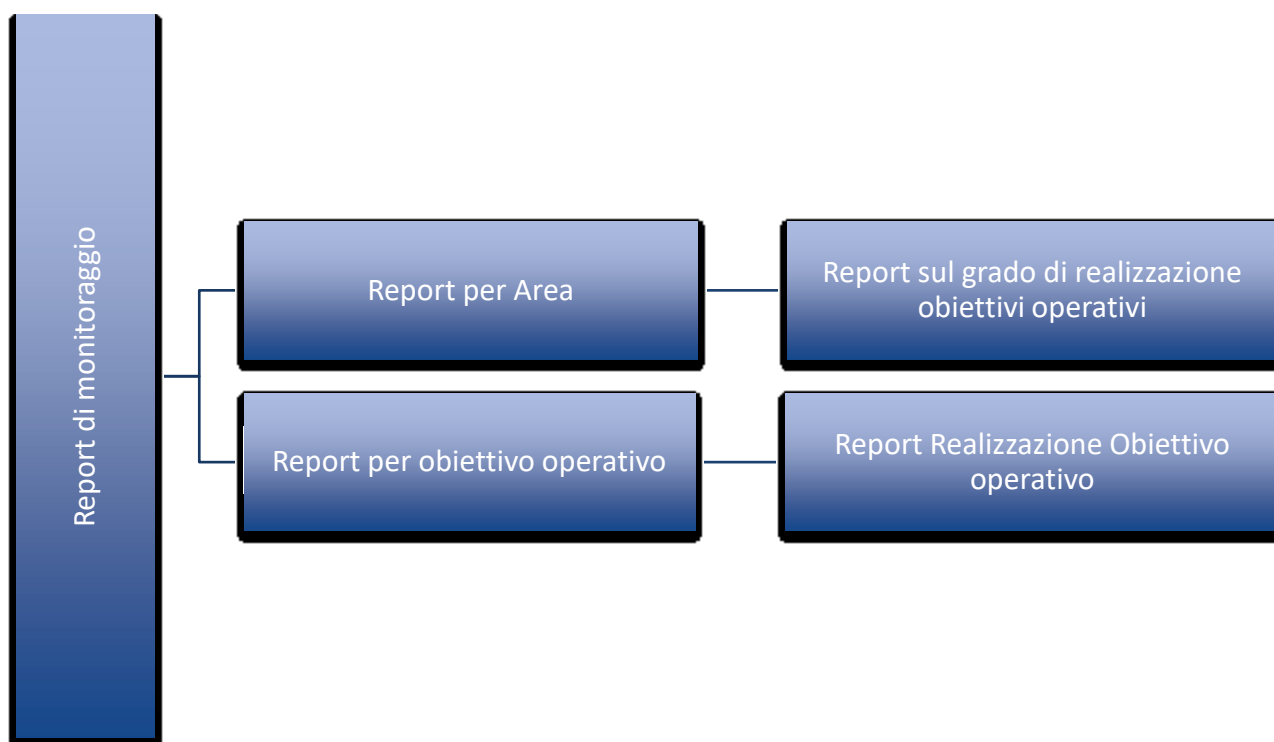 Report di monitoraggio
Report per Area
Report sul grado di realizzazione
obiettivi operativi
Report per obiettivo operativo
Report Realizzazione Obiettivo
operativo